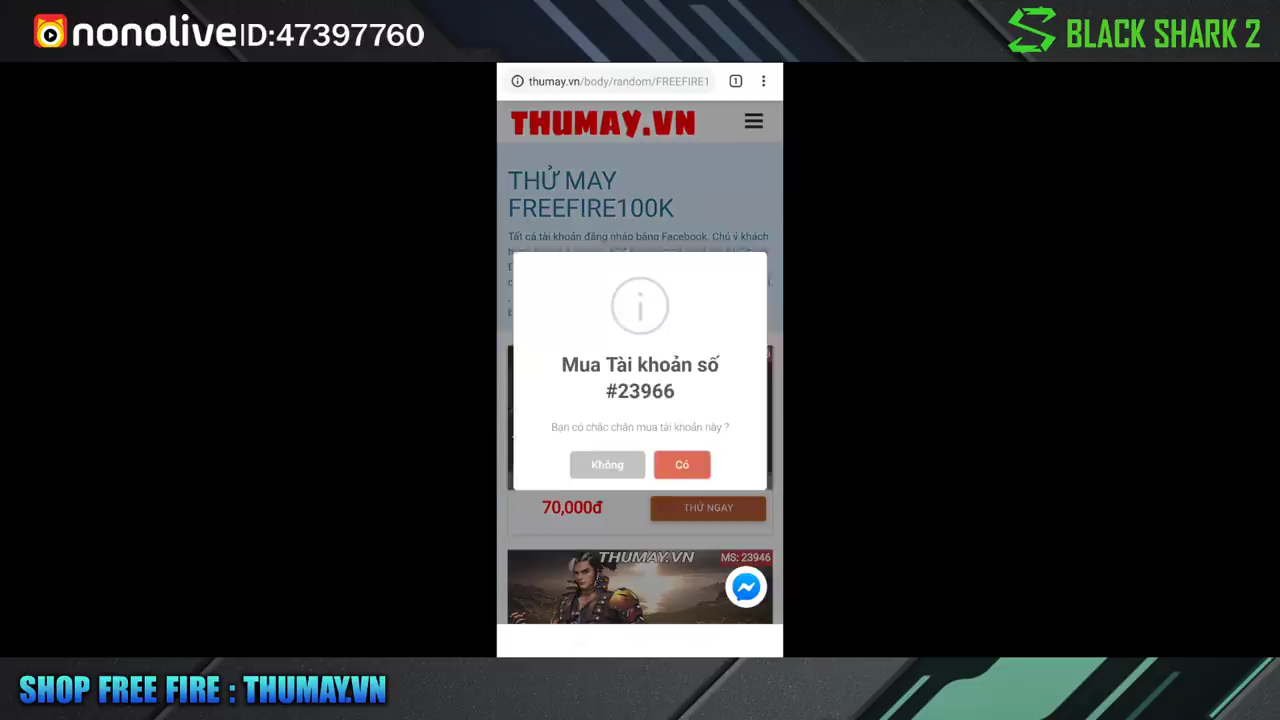 nonolive ID:47397760
BLACK SHARK 2
thumay.vn/body/random/FREEFIRE1
1
THUMAY.VN
THỬ MAY
FREEFIRE100K
Tất cả tài khoản đăng nhập bằng Facebook. Chú ý khách
Mua Tài khoản số
#23966
Bạn có chắc chắn mua tài khoản này ?
Không
Có
70,000đ
THỬ NGAY
THUMAY.VN
MS: 23946
SHOP FREE FIRE : THUMAY.VN